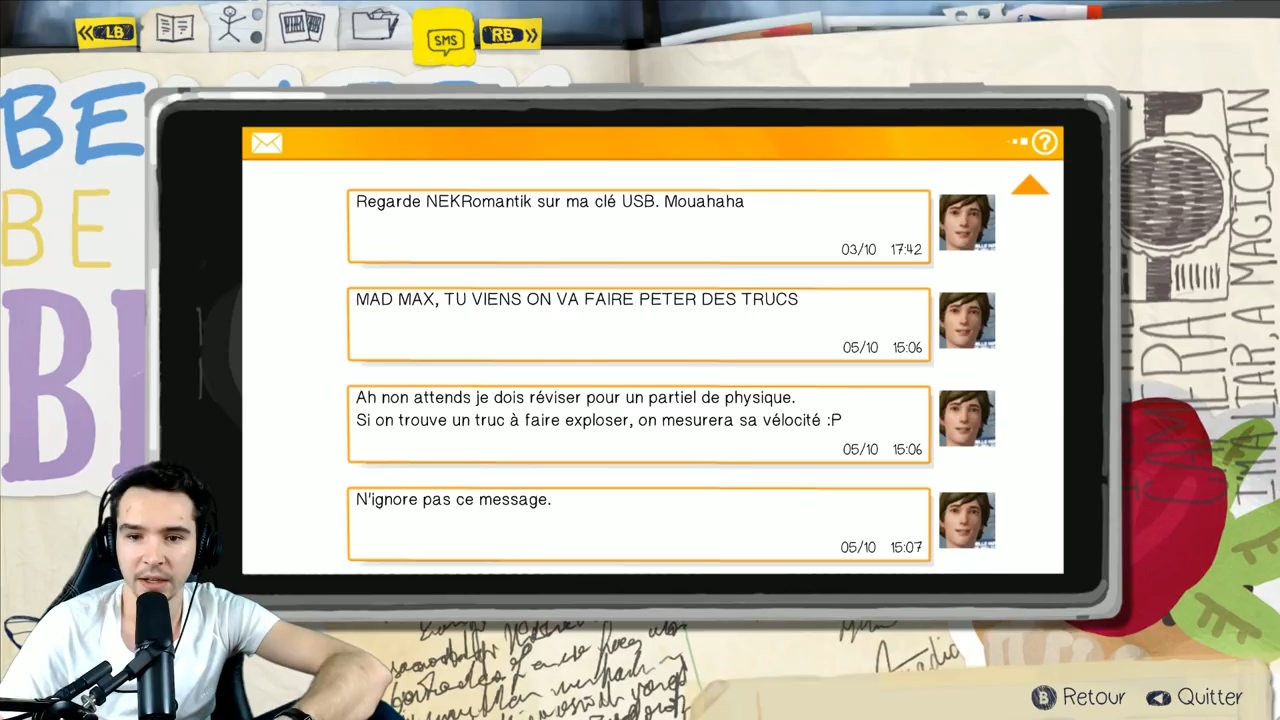 LB
SMS
RB
BE
BE
Regarde NEKRomantik sur ma clé USB. Mouahaha
03/10 17:42
MAD MAX, TU VIENS ON VA FAIRE PETER DES TRUCS
05/10 15:06
Ah non attends je dois réviser pour un partiel de physique.
Si on trouve un truc à faire exploser, on mesurera sa vélocité :P
05/10 15:06
N'ignore pas ce message.
05/10 15:07
LIAR, A MAGICIAN
B Retour
Quitter